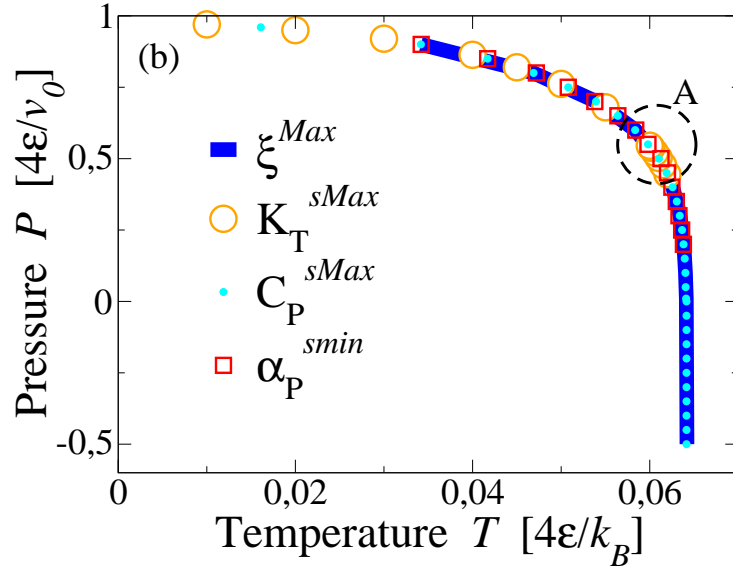 1
(b)
A
ξ^Max
0,5
K_T^sMax
C_P^sMax
0
α_P^smin
-0,5
0
0,02
0,04
0,06
Pressure P [4ε/v_0]
Temperature T [4ε/k_B]